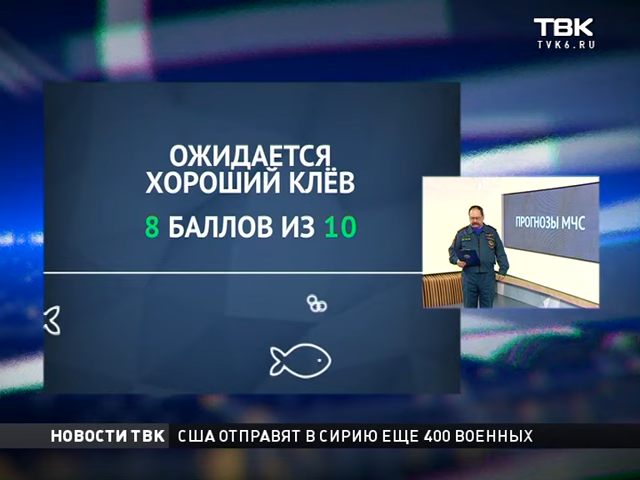 ТВК
TVK6.RU
ОЖИДАЕТСЯ
ХОРОШИЙ КЛЁВ
8 БАЛЛОВ ИЗ 10
ПРОГНОЗЫ МЧС
НОВОСТИ ТВК США ОТПРАВЯТ В СИРИЮ ЕЩЕ 400 ВОЕННЫХ